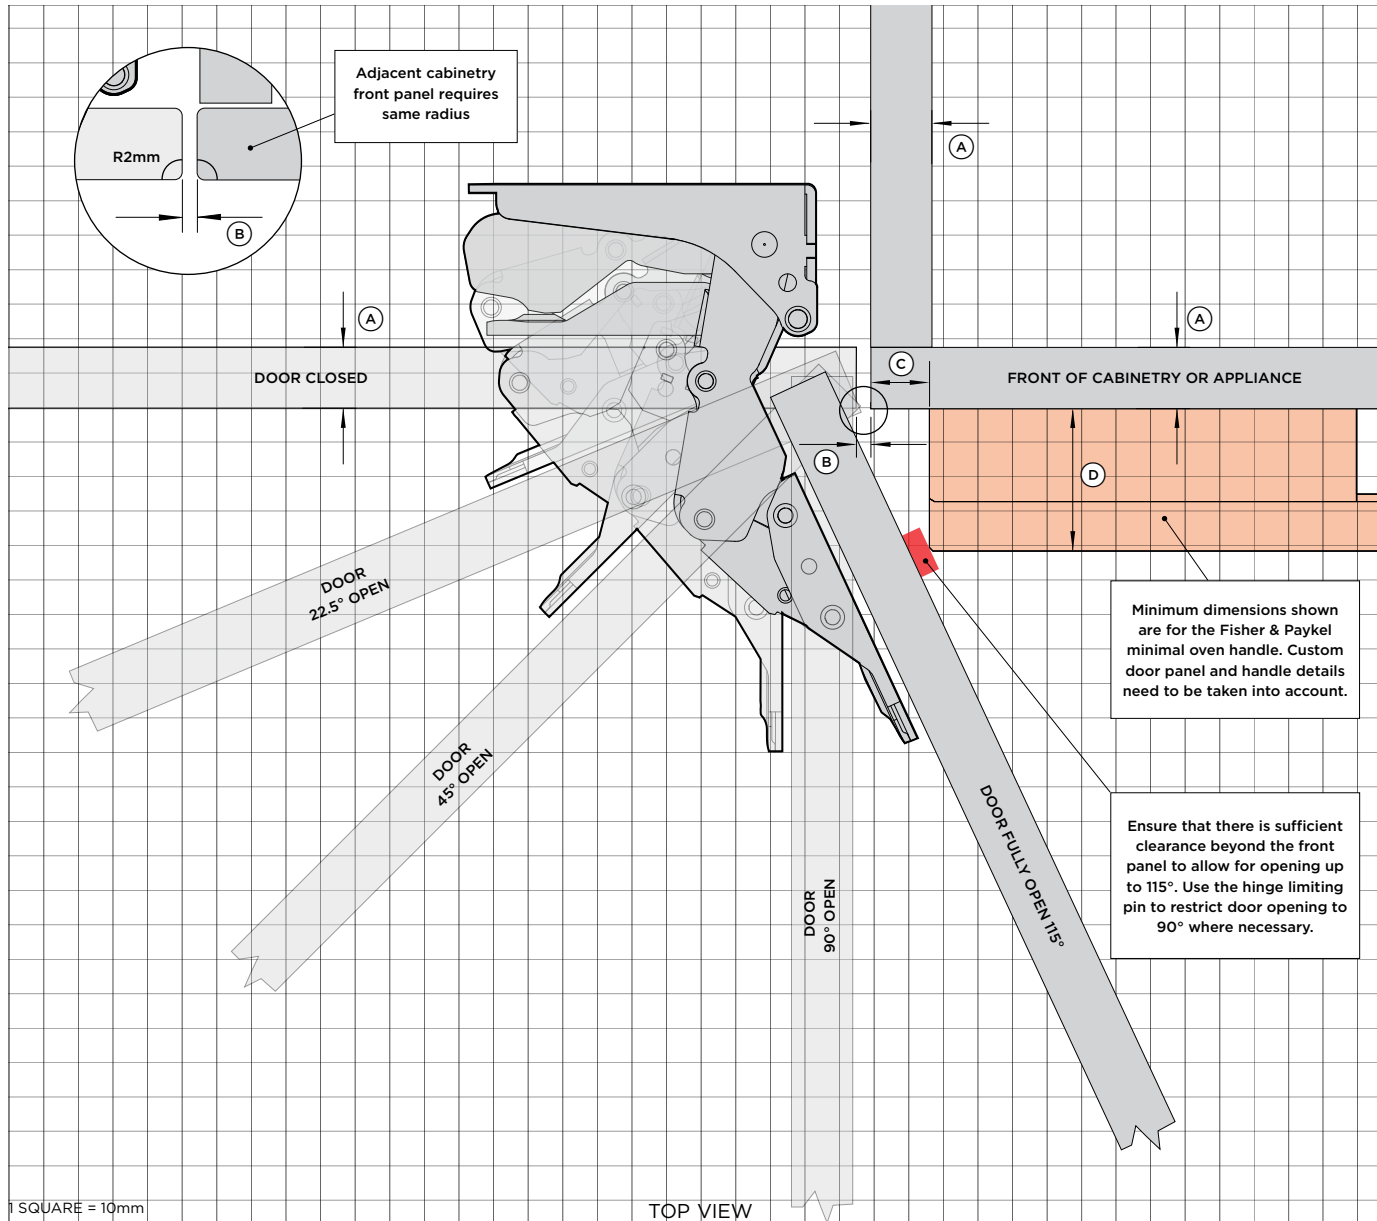 Adjacent cabinetry
front panel requires
same radius
R2mm
B
A
A
A
DOOR CLOSED
C
FRONT OF CABINETRY OR APPLIANCE
B
D
DOOR
22.5° OPEN
Minimum dimensions shown
are for the Fisher & Paykel
minimal oven handle. Custom
door panel and handle details
need to be taken into account.
DOOR
45° OPEN
DOOR FULLY OPEN 115°
Ensure that there is sufficient
clearance beyond the front
panel to allow for opening up
to 115°. Use the hinge limiting
pin to restrict door opening to
90° where necessary.
DOOR
90° OPEN
1 SQUARE = 10mm
TOP VIEW